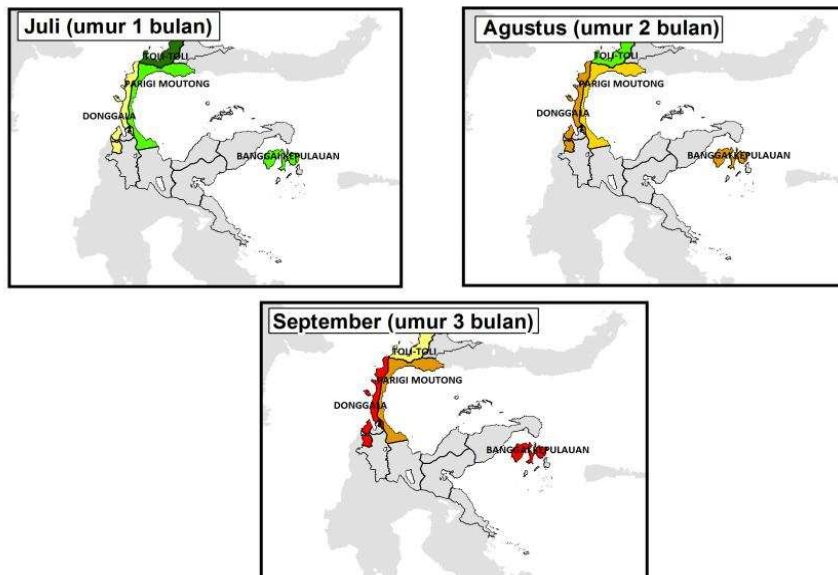 Juli (umur 1 bulan)
TOLI-TOLI
PARIGI MOUTONG
DONGGALA
BANGGAI KEPULAUAN
Agustus (umur 2 bulan)
TOLI-TOLI
PARIGI MOUTONG
DONGGALA
BANGGAI KEPULAUAN
September (umur 3 bulan)
TOLI-TOLI
PARIGI MOUTONG
DONGGALA
BANGGAI KEPULAUAN